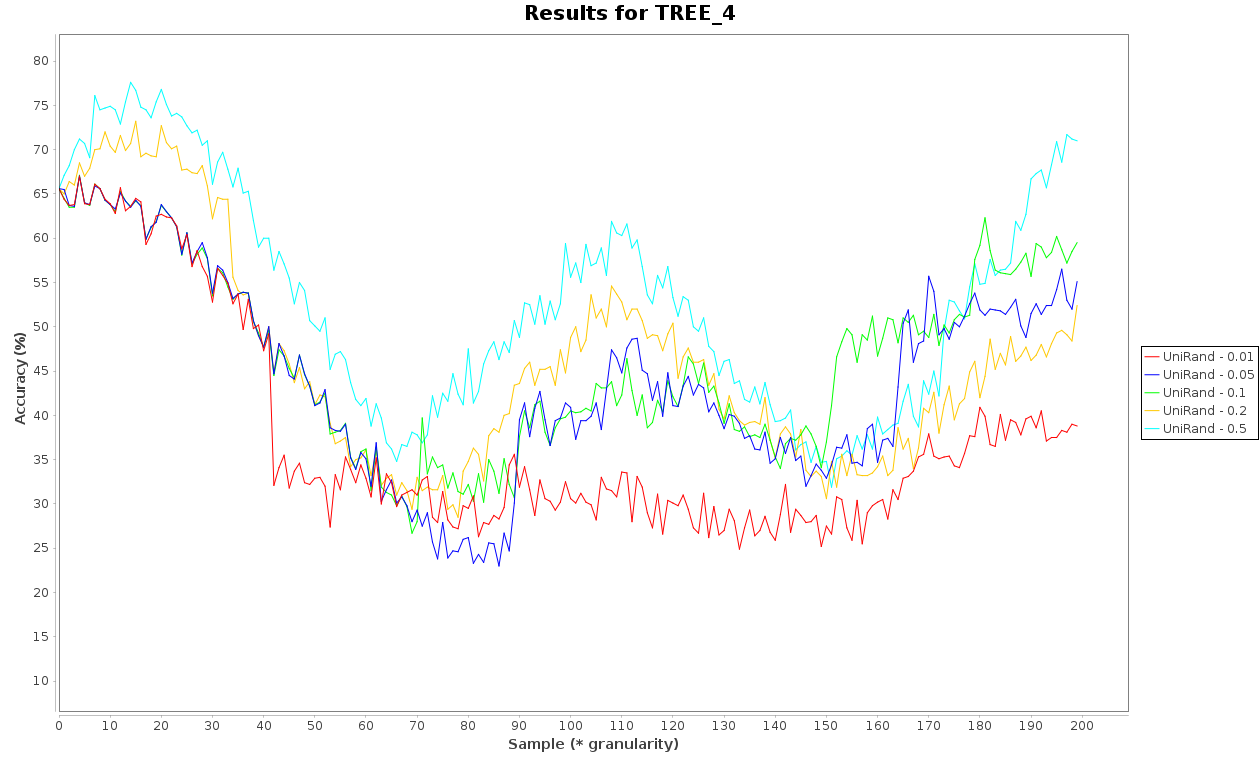 Results for TREE_4
80
75
70
65
60
55
50
45
40
35
30
25
20
15
10
Accuracy (%)
0 10 20 30 40 50 60 70 80 90 100 110 120 130 140 150 160 170 180 190 200
Sample (* granularity)
UniRand - 0.01
UniRand - 0.05
UniRand - 0.1
UniRand - 0.2
UniRand - 0.5